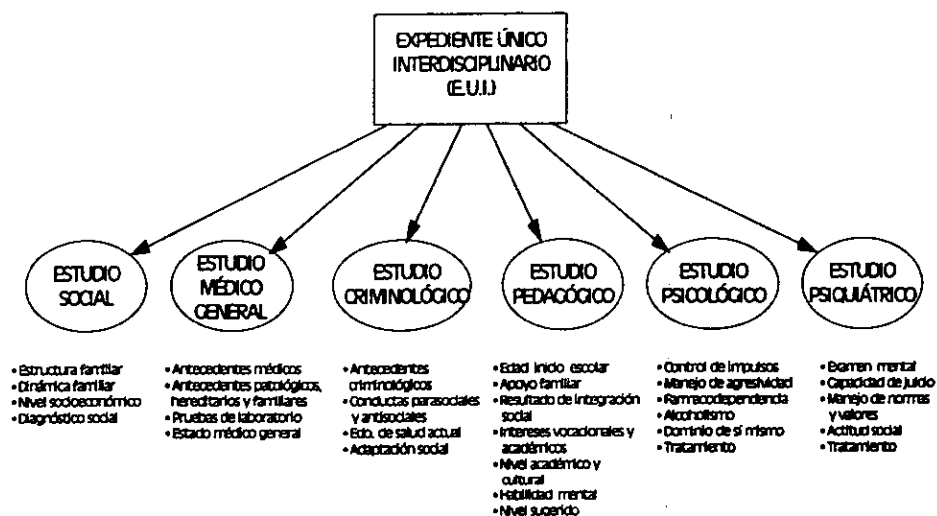 EXPEDIENTE ÚNICO
INTERDISCIPLINARIO
(E.U.I.)
ESTUDIO
SOCIAL
ESTUDIO
MÉDICO
GENERAL
ESTUDIO
CRIMINOLÓGICO
ESTUDIO
PEDAGÓGICO
ESTUDIO
PSICOLÓGICO
ESTUDIO
PSIQUIÁTRICO
• Estructura familiar
• Dinámica familiar
• Nivel socioeconómico
• Diagnóstico social
• Antecedentes médicos
• Antecedentes patológicos,
hereditarios y familiares
• Pruebas de laboratorio
• Estado médico general
• Antecedentes
criminológicos
• Conductas parasociales
y antisociales
• Edo. de salud actual
• Adaptación social
• Edad inicio escolar
• Apoyo familiar
• Resultado de integración
social
• Intereses vocacionales y
académicos
• Nivel académico y
cultural
• Habilidad mental
• Nivel sugerido
• Control de impulsos
• Manejo de agresividad
• Farmacodependencia
• Alcoholismo
• Dominio de sí mismo
• Tratamiento
• Examen mental
• Capacidad de juicio
• Manejo de normas
y valores
• Actitud social
• Tratamiento